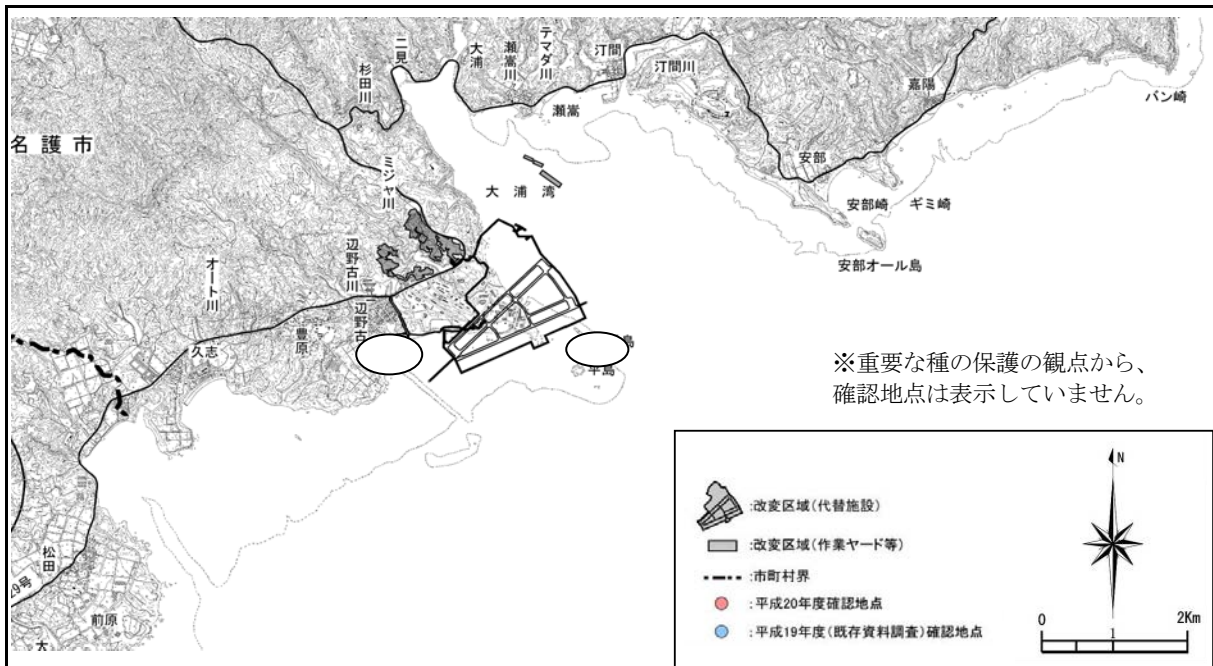 二見
大浦
瀬嵩川
テマダ川
汀間
杉田川
汀間川
嘉陽
バン崎
瀬嵩
名護市
ミジャ川
大浦湾
安部
安部崎
ギミ崎
安部オール島
辺野古川
オート川
辺野古
豊原
久志
島
平島
※重要な種の保護の観点から、
確認地点は表示していません。
松田
29号
前原
:改変区域(代替施設)
:改変区域(作業ヤード等)
:市町村界
:平成20年度確認地点
:平成19年度(既存資料調査)確認地点
N
0
1
2Km